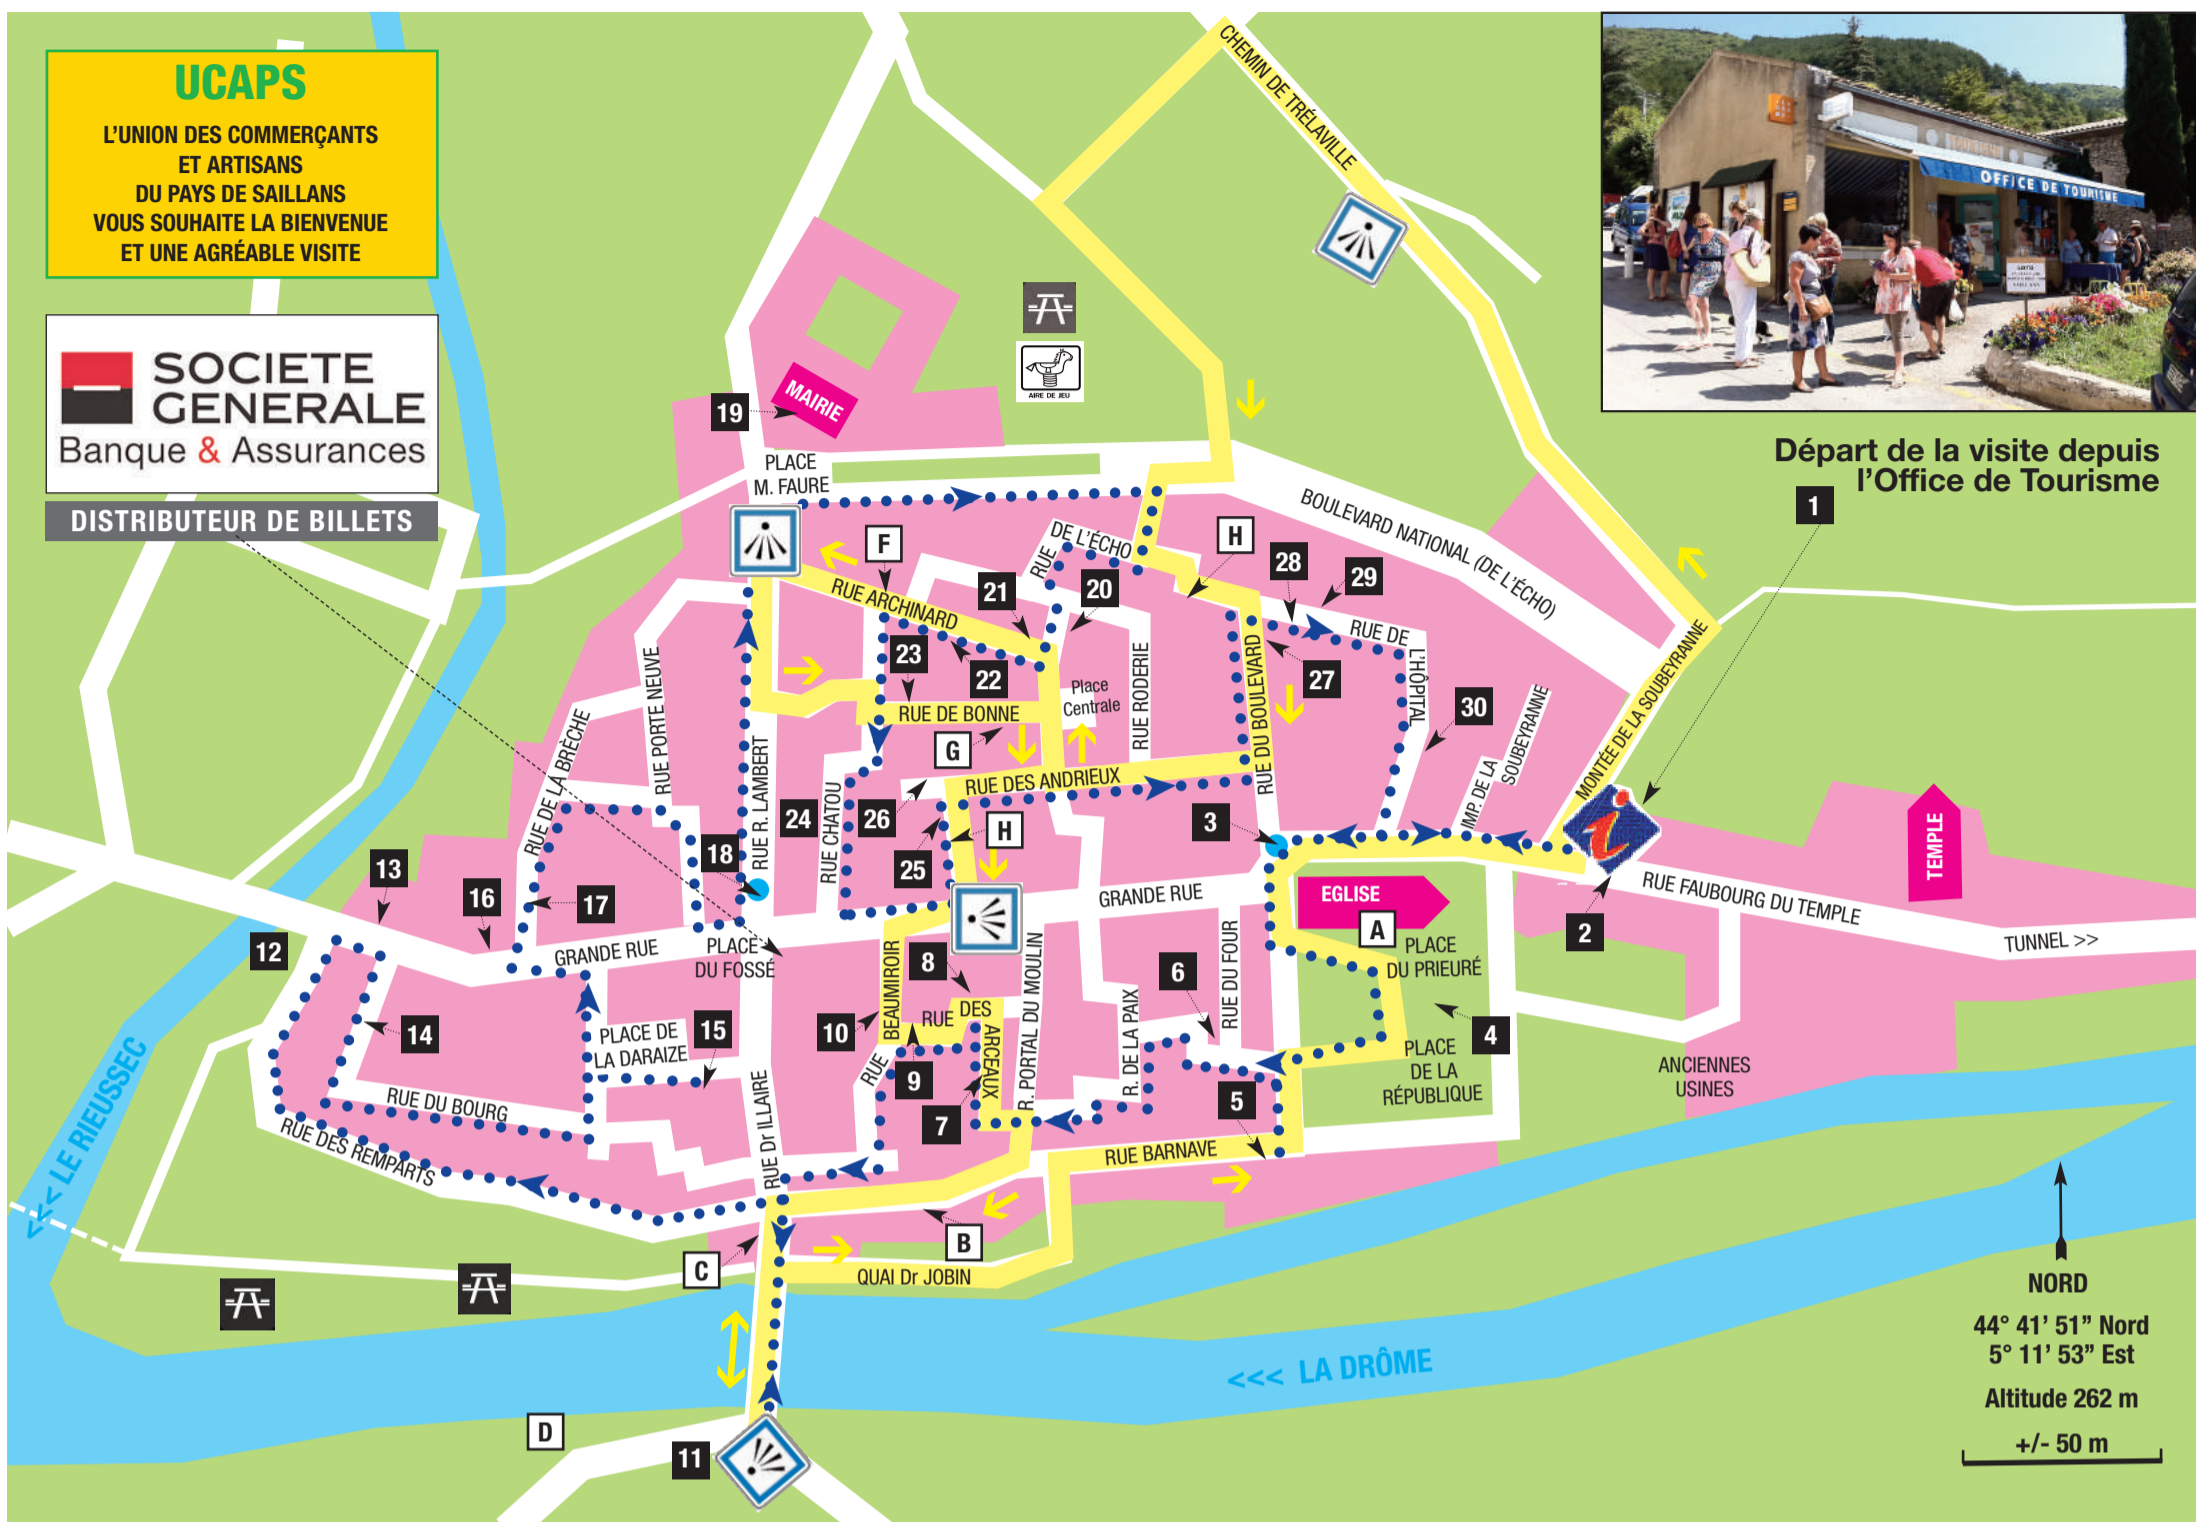 UCAPS
L'UNION DES COMMERÇANTS
ET ARTISANS
DU PAYS DE SAILLANS
VOUS SOUHAITE LA BIENVENUE
ET UNE AGRÉABLE VISITE
SOCIETE
GENERALE
Banque & Assurances
DISTRIBUTEUR DE BILLETS
OFFICE DE TOURISME
Départ de la visite depuis
l'Office de Tourisme
1
CHEMIN DE TRÉLAVILLE
AIRE DE JEU
19
MAIRIE
PLACE
M. FAURE
BOULEVARD NATIONAL (DE L'ÉCHO)
F
RUE
DE L'ÉCHO
H
28
29
21
20
RUE ARCHINARD
RUE DE
L'HÔPITAL
23
22
27
RUE PORTE NEUVE
RUE DE LA BRÈCHE
RUE DE BONNE
Place
Centrale
RUE RODERIE
RUE DU BOULEVARD
30
IMP. DE LA
SOUBEYRANNE
MONTÉE DE LA SOUBEYRANNE
G
RUE R. LAMBERT
RUE CHATOU
RUE DES ANDRIEUX
24
26
H
3
18
25
13
16
17
GRANDE RUE
EGLISE
A
TEMPLE
RUE FAUBOURG DU TEMPLE
2
TUNNEL >>
12
GRANDE RUE
PLACE
DU FOSSÉ
8
BEAUMIROIR
RUE
R. PORTAL DU MOULIN
6
RUE DU FOUR
PLACE
DU PRIEURÉ
4
14
PLACE DE
LA DARAIZE
15
10
RUE
DES
ARCEAUX
9
R. DE LA PAIX
PLACE
DE LA
RÉPUBLIQUE
ANCIENNES
USINES
7
5
RUE DU BOURG
RUE DES REMPARTS
RUE Dr ILLAIRE
RUE BARNAVE
<<< LE RIEUSSEC
B
C
QUAI Dr JOBIN
<<< LA DRÔME
D
11
NORD
44° 41' 51" Nord
5° 11' 53" Est
Altitude 262 m
+/- 50 m